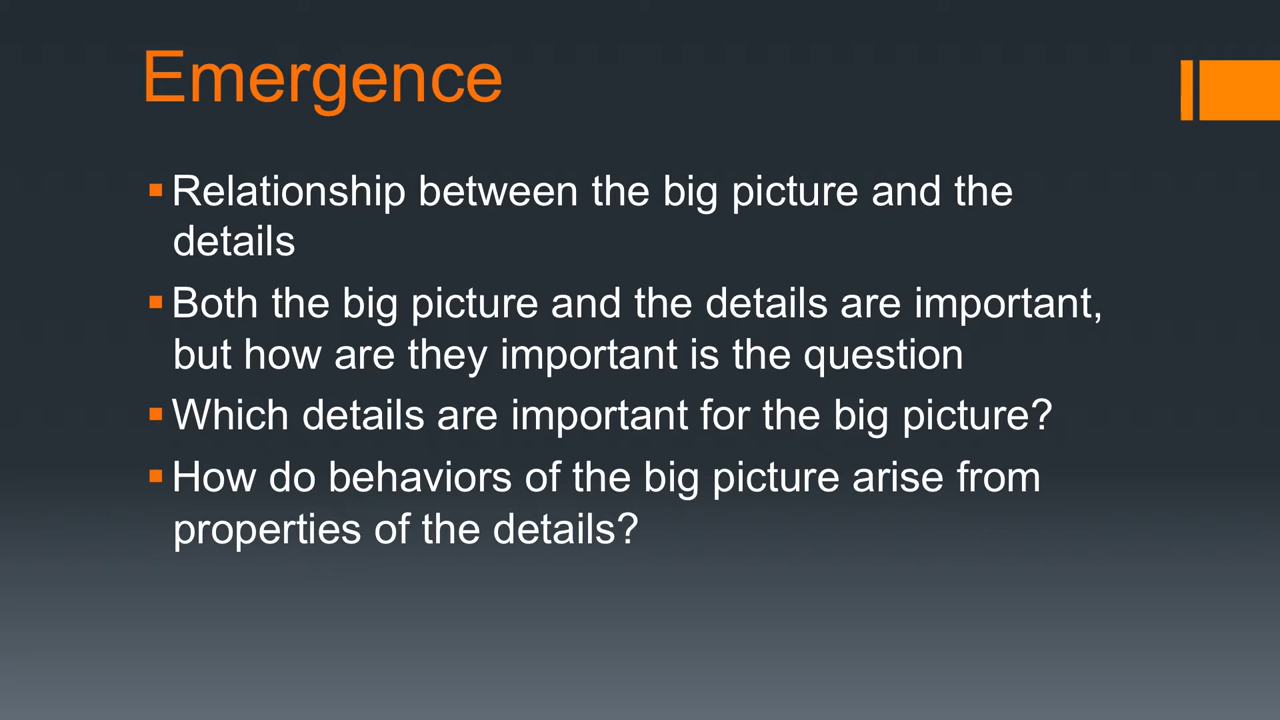 Emergence
Relationship between the big picture and the
details
Both the big picture and the details are important,
but how are they important is the question
Which details are important for the big picture?
How do behaviors of the big picture arise from
properties of the details?